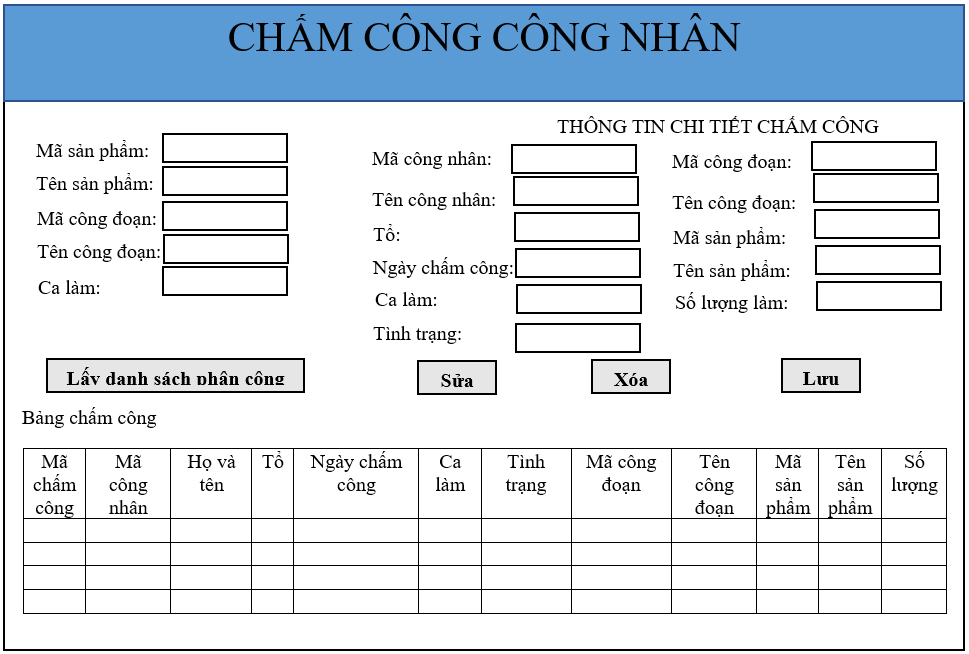 CHẤM CÔNG CÔNG NHÂN
THÔNG TIN CHI TIẾT CHẤM CÔNG
Mã sản phẩm:
Tên sản phẩm:
Mã công đoạn:
Tên công đoạn:
Ca làm:
Mã công nhân:
Tên công nhân:
Tổ:
Ngày chấm công:
Ca làm:
Tình trạng:
Mã công đoạn:
Tên công đoạn:
Mã sản phẩm:
Tên sản phẩm:
Số lượng làm:
Lấy danh sách phân công
Sửa
Xóa
Lưu
Bảng chấm công
Mã
chấm
công
Mã
công
nhân
Họ và
tên
Tổ
Ngày chấm
công
Ca
làm
Tình
trạng
Mã công
đoạn
Tên
công
đoạn
Mã
sản
phẩm
Tên
sản
phẩm
Số
lượng